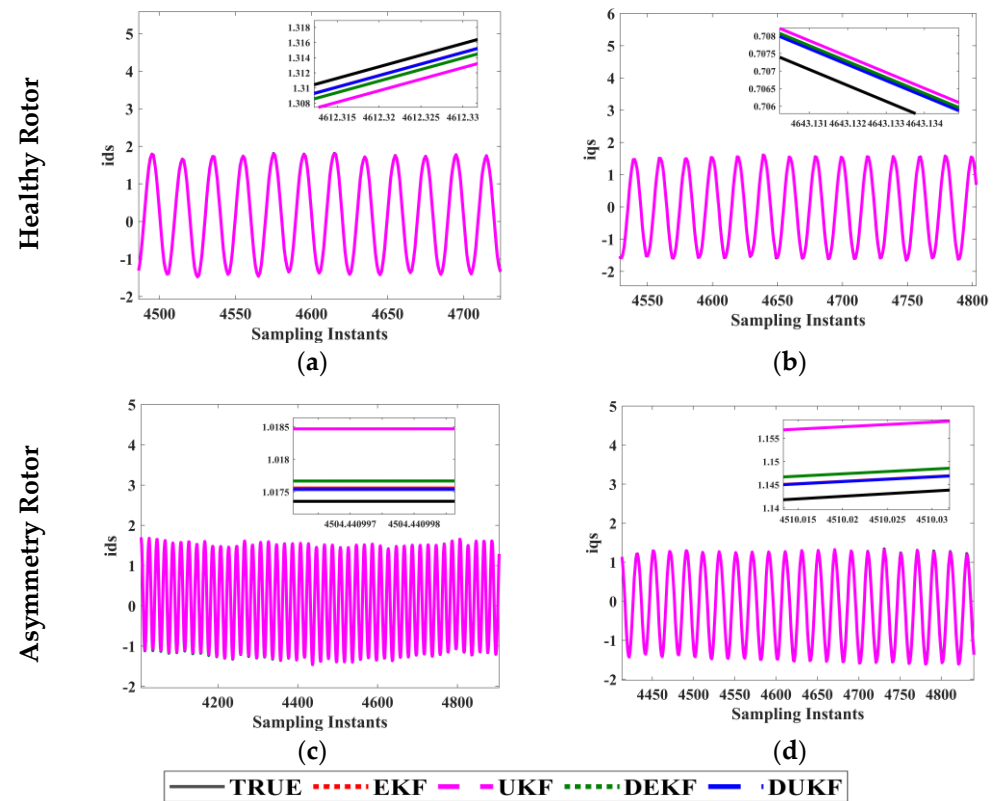 Healthy Rotor
5
4
3
2
1
0
-1
-2
ids
1.318
1.316
1.314
1.312
1.31
1.308
4612.315 4612.32 4612.325 4612.33
4500 4550 4600 4650 4700
Sampling Instants
(a)
6
5
4
3
2
1
0
-1
-2
iqs
0.708
0.7075
0.707
0.7065
0.706
4643.131 4643.132 4643.133 4643.134
4550 4600 4650 4700 4750 4800
Sampling Instants
(b)
Asymmetry Rotor
5
4
3
2
1
0
-1
-2
ids
1.0185
1.018
1.0175
4504.440997 4504.440998
4200 4400 4600 4800
Sampling Instants
(c)
5
4
3
2
1
0
-1
-2
iqs
1.155
1.15
1.145
1.14
4510.015 4510.02 4510.025 4510.03
4450 4500 4550 4600 4650 4700 4750 4800
Sampling Instants
(d)
TRUE EKF UKF DEKF DUKF